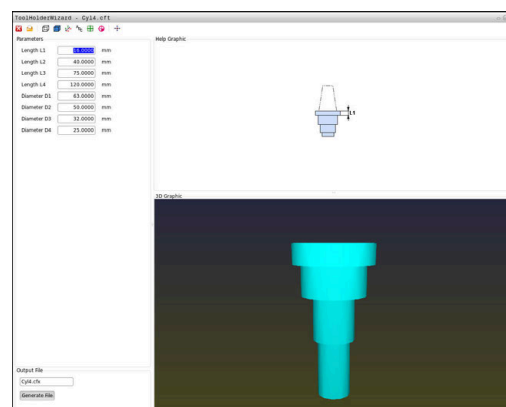 ToolHolderWizard - Cyl4.cft
Parameters
Length L1 mm
Length L2 40.0000 mm
Length L3 75.0000 mm
Length L4 120.0000 mm
Diameter D1 63.0000 mm
Diameter D2 50.0000 mm
Diameter D3 32.0000 mm
Diameter D4 25.0000 mm
Output File
Cyl4.cfx
Generate File
Help Graphic
L1
3D Graphic